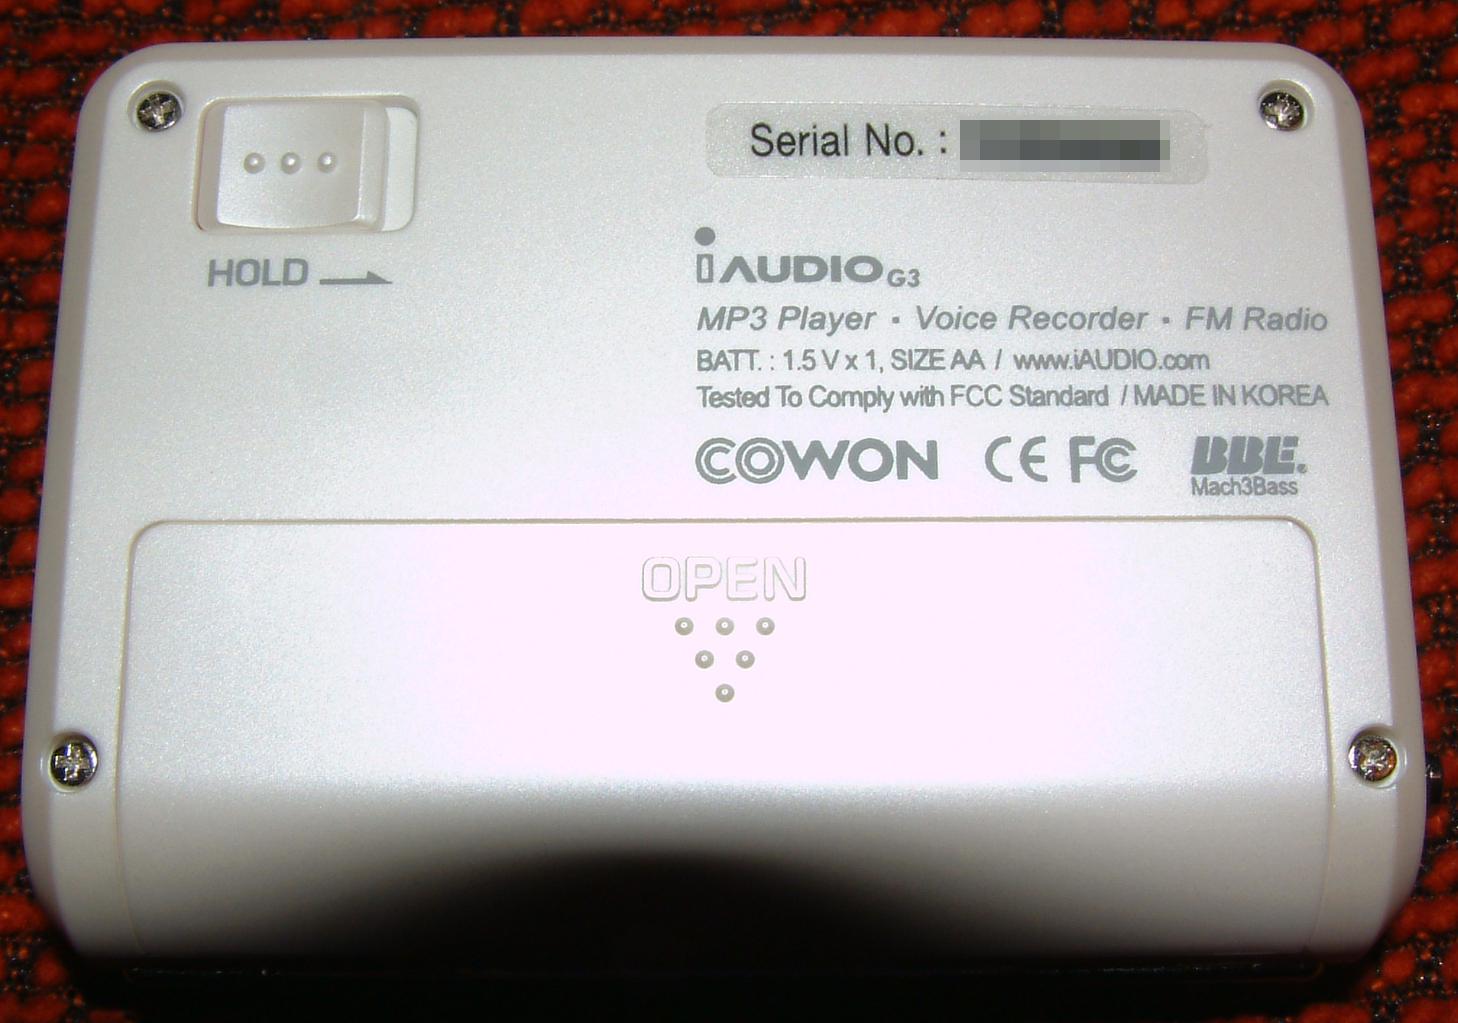 Serial No. :
HOLD
iAUDIO G3
MP3 Player · Voice Recorder · FM Radio
BATT. : 1.5 V x 1, SIZE AA / www.iAUDIO.com
Tested To Comply with FCC Standard / MADE IN KOREA
COWON CE FC BBE.
Mach3Bass
OPEN